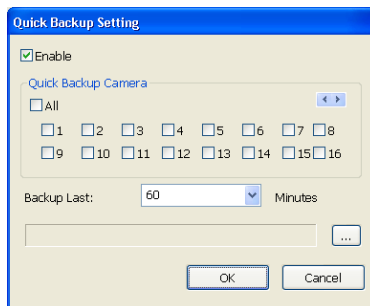 Quick Backup Setting
Enable
Quick Backup Camera
All
1 2 3 4 5 6 7 8
9 10 11 12 13 14 15 16
Backup Last: 60 Minutes
...
OK Cancel